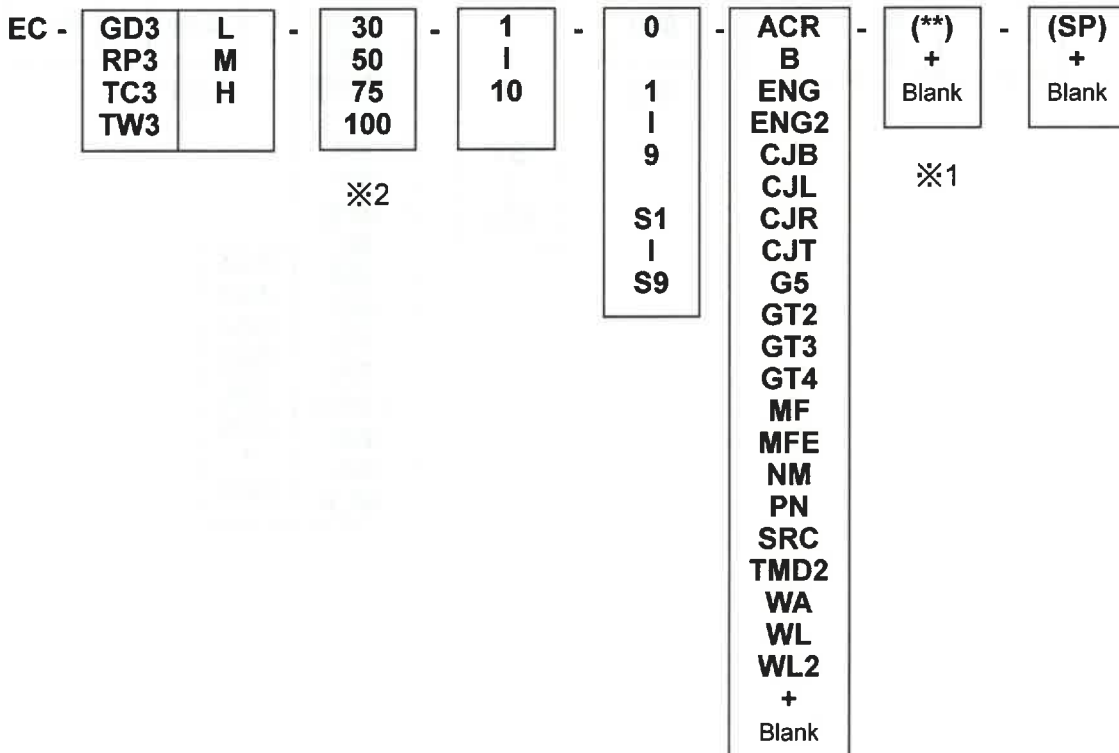 EC - GD3 L - 30 - 1 - 0 - ACR - (**) - (SP)
RP3 M 50 I B + +
TC3 H 75 10 1 ENG Blank Blank
TW3 100 I ENG2
9 CJB
※2 CJL ※1
S1 CJR
I CJT
S9 G5
GT2
GT3
GT4
MF
MFE
NM
PN
SRC
TMD2
WA
WL
WL2
+
Blank